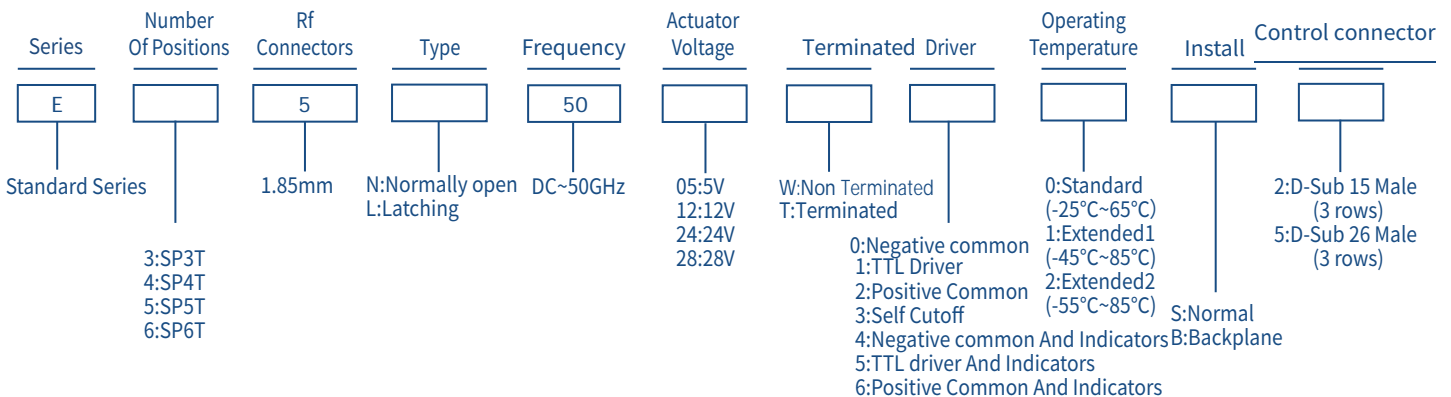 Series
Number
Of Positions
Rf
Connectors
Type
Frequency
Actuator
Voltage
Terminated
Driver
Operating
Temperature
Install
Control connector
E
5
50
Standard Series
3:SP3T
4:SP4T
5:SP5T
6:SP6T
1.85mm
N:Normally open
L:Latching
DC~50GHz
05:5V
12:12V
24:24V
28:28V
W:Non Terminated
T:Terminated
0:Negative common
1:TTL Driver
2:Positive Common
3:Self Cutoff
4:Negative common And Indicators
5:TTL driver And Indicators
6:Positive Common And Indicators
0:Standard
(-25°C~65°C)
1:Extended1
(-45°C~85°C)
2:Extended2
(-55°C~85°C)
S:Normal
B:Backplane
2:D-Sub 15 Male
(3 rows)
5:D-Sub 26 Male
(3 rows)